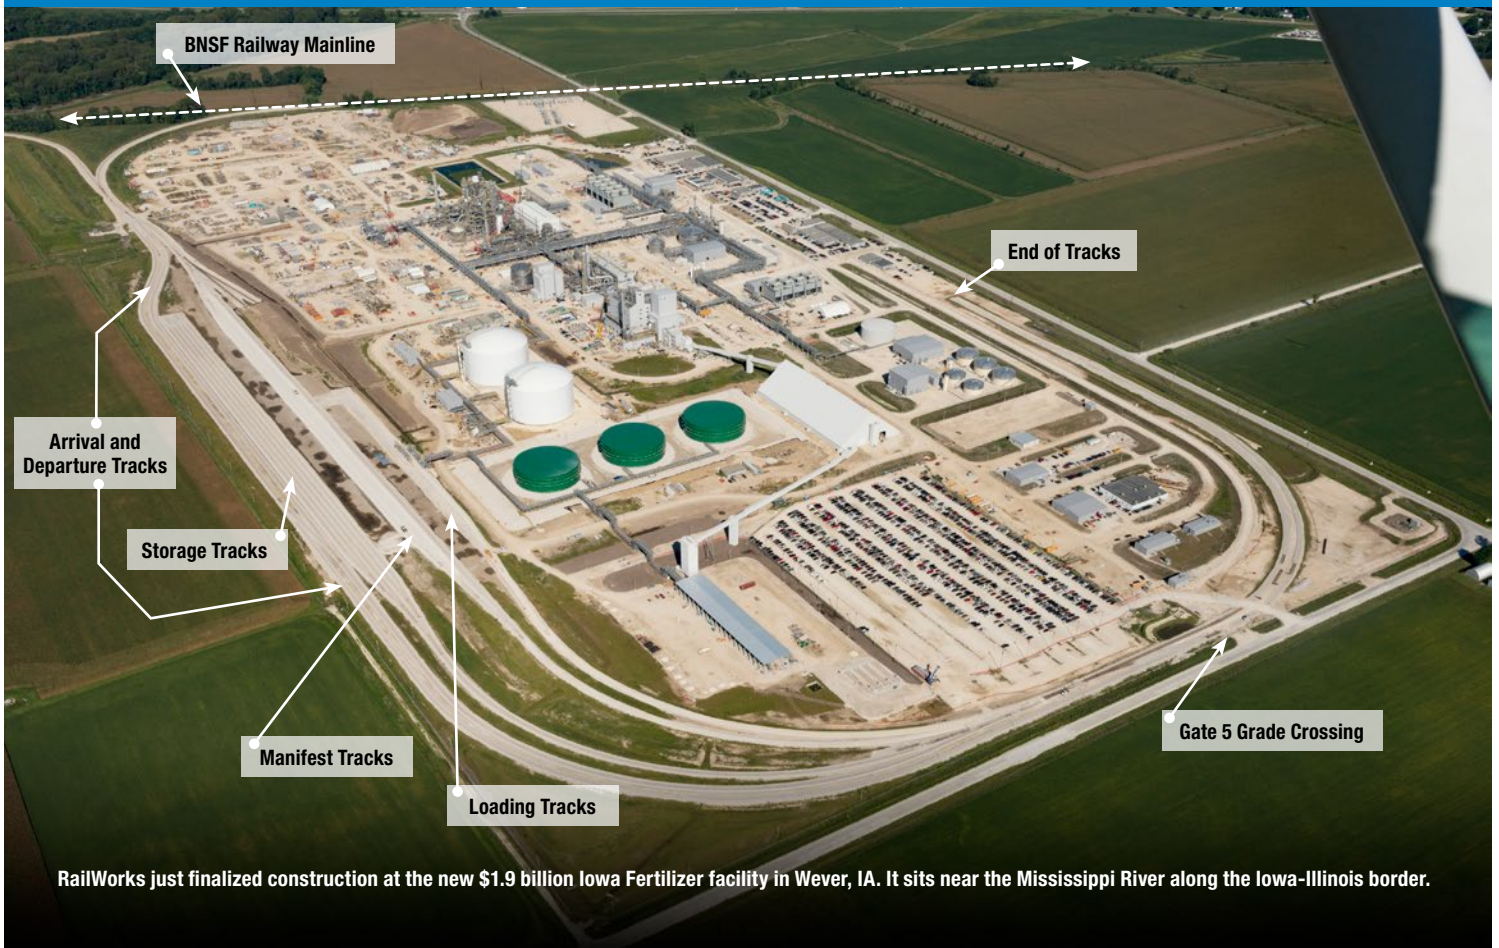 BNSF Railway Mainline
End of Tracks
Arrival and
Departure Tracks
Storage Tracks
Gate 5 Grade Crossing
Manifest Tracks
Loading Tracks
RailWorks just finalized construction at the new $1.9 billion Iowa Fertilizer facility in Wever, IA. It sits near the Mississippi River along the Iowa-Illinois border.